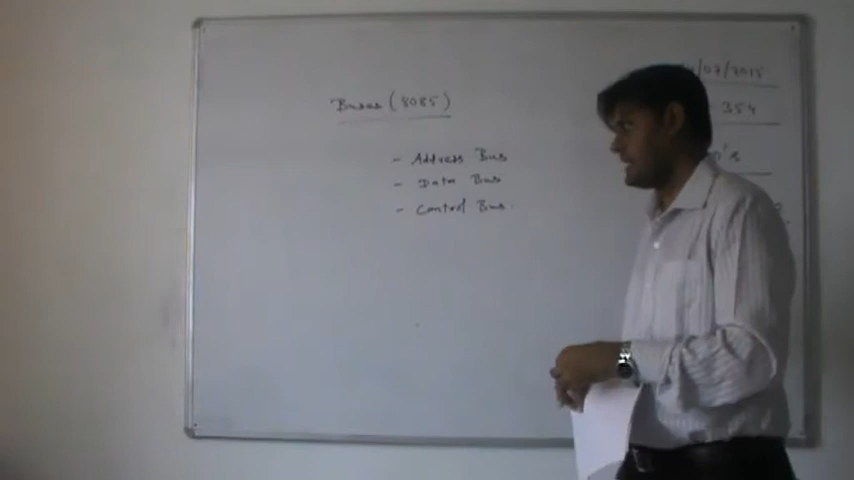 Buses (8085)
- Address Bus
- Data Bus
- Control Bus.
/07/2015
354